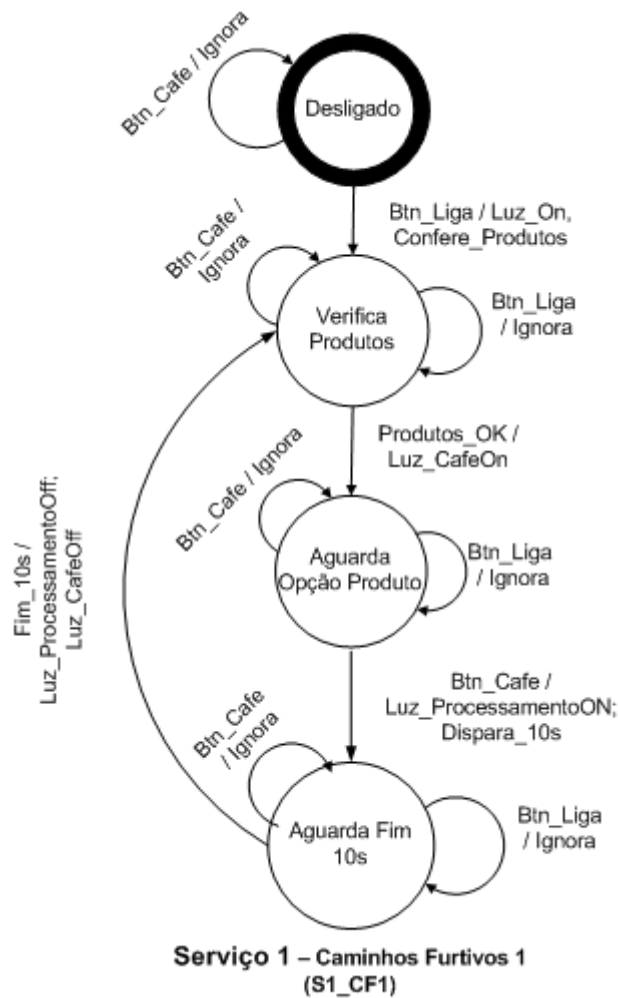 Btn_Cafe / Ignora
Desligado
Btn_Liga / Luz_On,
Confere_Produtos
Btn_Cafe /
Ignora
Verifica
Produtos
Btn_Liga
/ Ignora
Produtos_OK /
Luz_CafeOn
Btn_Cafe / Ignora
Aguarda
Opção Produto
Btn_Liga
/ Ignora
Fim_10s /
Luz_ProcessamentoOff;
Luz_CafeOff
Btn_Cafe /
Luz_ProcessamentoON;
Dispara_10s
Btn_Cafe
/ Ignora
Aguarda Fim
10s
Btn_Liga
/ Ignora
Serviço 1 – Caminhos Furtivos 1
(S1_CF1)